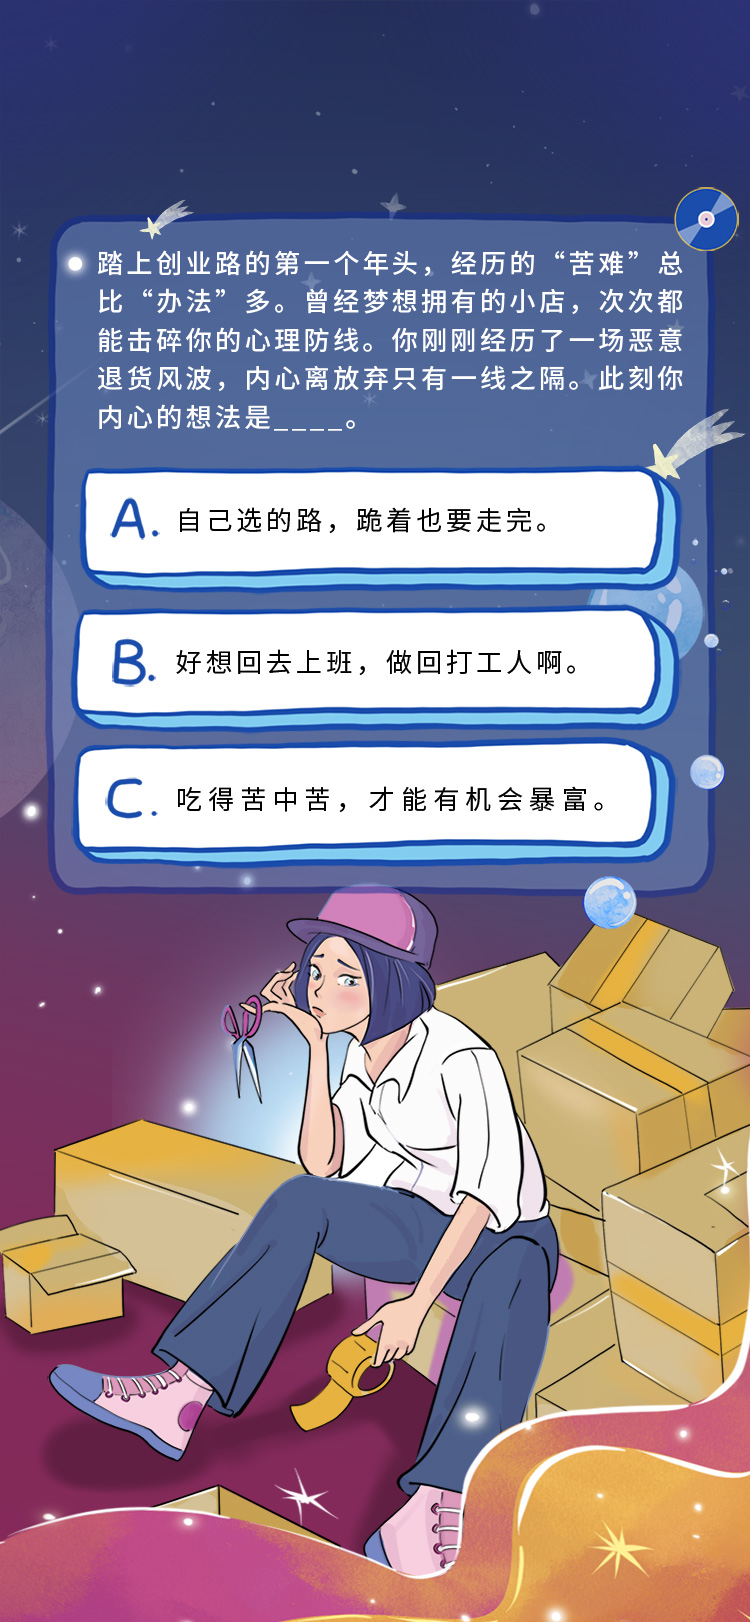 踏上创业路的第一个年头，经历的“苦难”总
比“办法”多。曾经梦想拥有的小店，次次都
能击碎你的心理防线。你刚刚经历了一场恶意
退货风波，内心离放弃只有一线之隔。此刻你
内心的想法是____。
A. 自己选的路，跪着也要走完。
B. 好想回去上班，做回打工人啊。
C. 吃得苦中苦，才能有机会暴富。